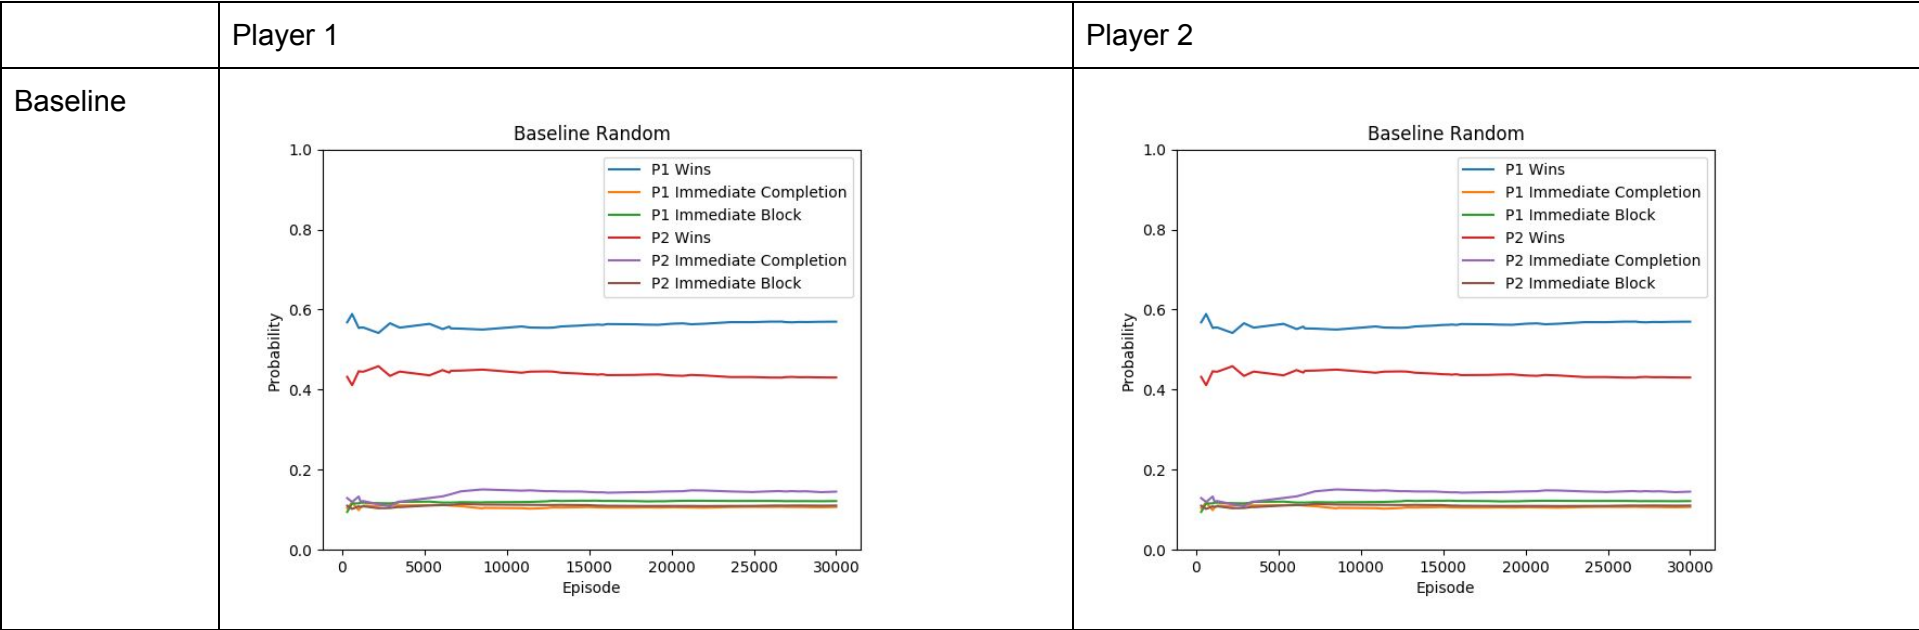 Player 1
Player 2
Baseline
Baseline Random
1.0
0.8
0.6
0.4
0.2
0.0
Probability
P1 Wins
P1 Immediate Completion
P1 Immediate Block
P2 Wins
P2 Immediate Completion
P2 Immediate Block
0 5000 10000 15000 20000 25000 30000
Episode
Baseline Random
1.0
0.8
0.6
0.4
0.2
0.0
Probability
P1 Wins
P1 Immediate Completion
P1 Immediate Block
P2 Wins
P2 Immediate Completion
P2 Immediate Block
0 5000 10000 15000 20000 25000 30000
Episode